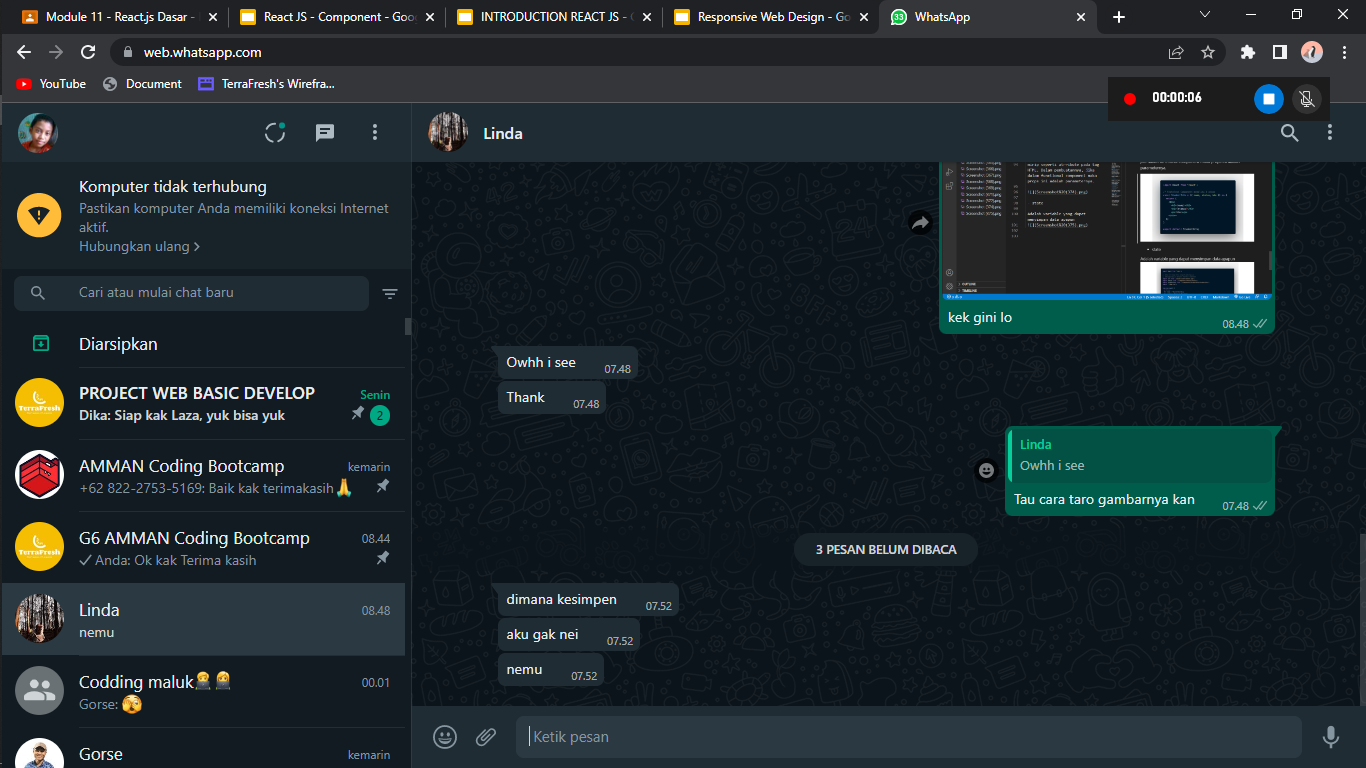 Module 11 - React.js Dasar -
React JS - Component - Goo
INTRODUCTION REACT JS -
Responsive Web Design - Go
33
WhatsApp
web.whatsapp.com
YouTube
Document
TerraFresh's Wirefra...
00:00:06
Linda
Komputer tidak terhubung
Pastikan komputer Anda memiliki koneksi Internet
aktif.
Hubungkan ulang >
Cari atau mulai chat baru
Diarsipkan
PROJECT WEB BASIC DEVELOP
Senin
Dika: Siap kak Laza, yuk bisa yuk
2
TerraFresh
AMMAN Coding Bootcamp
kemarin
+62 822-2753-5169: Baik kak terimakasih🙏
G6 AMMAN Coding Bootcamp
08.44
Anda: Ok kak Terima kasih
TerraFresh
Linda
08.48
nemu
Codding maluk
00.01
Gorse:
Gorse
kemarin
kek gini lo
08.48
Owhh i see
07.48
Thank
07.48
Linda
Owhh i see
Tau cara taro gambarnya kan
07.48
3 PESAN BELUM DIBACA
dimana kesimpen
07.52
aku gak nei
07.52
nemu
07.52
Ketik pesan